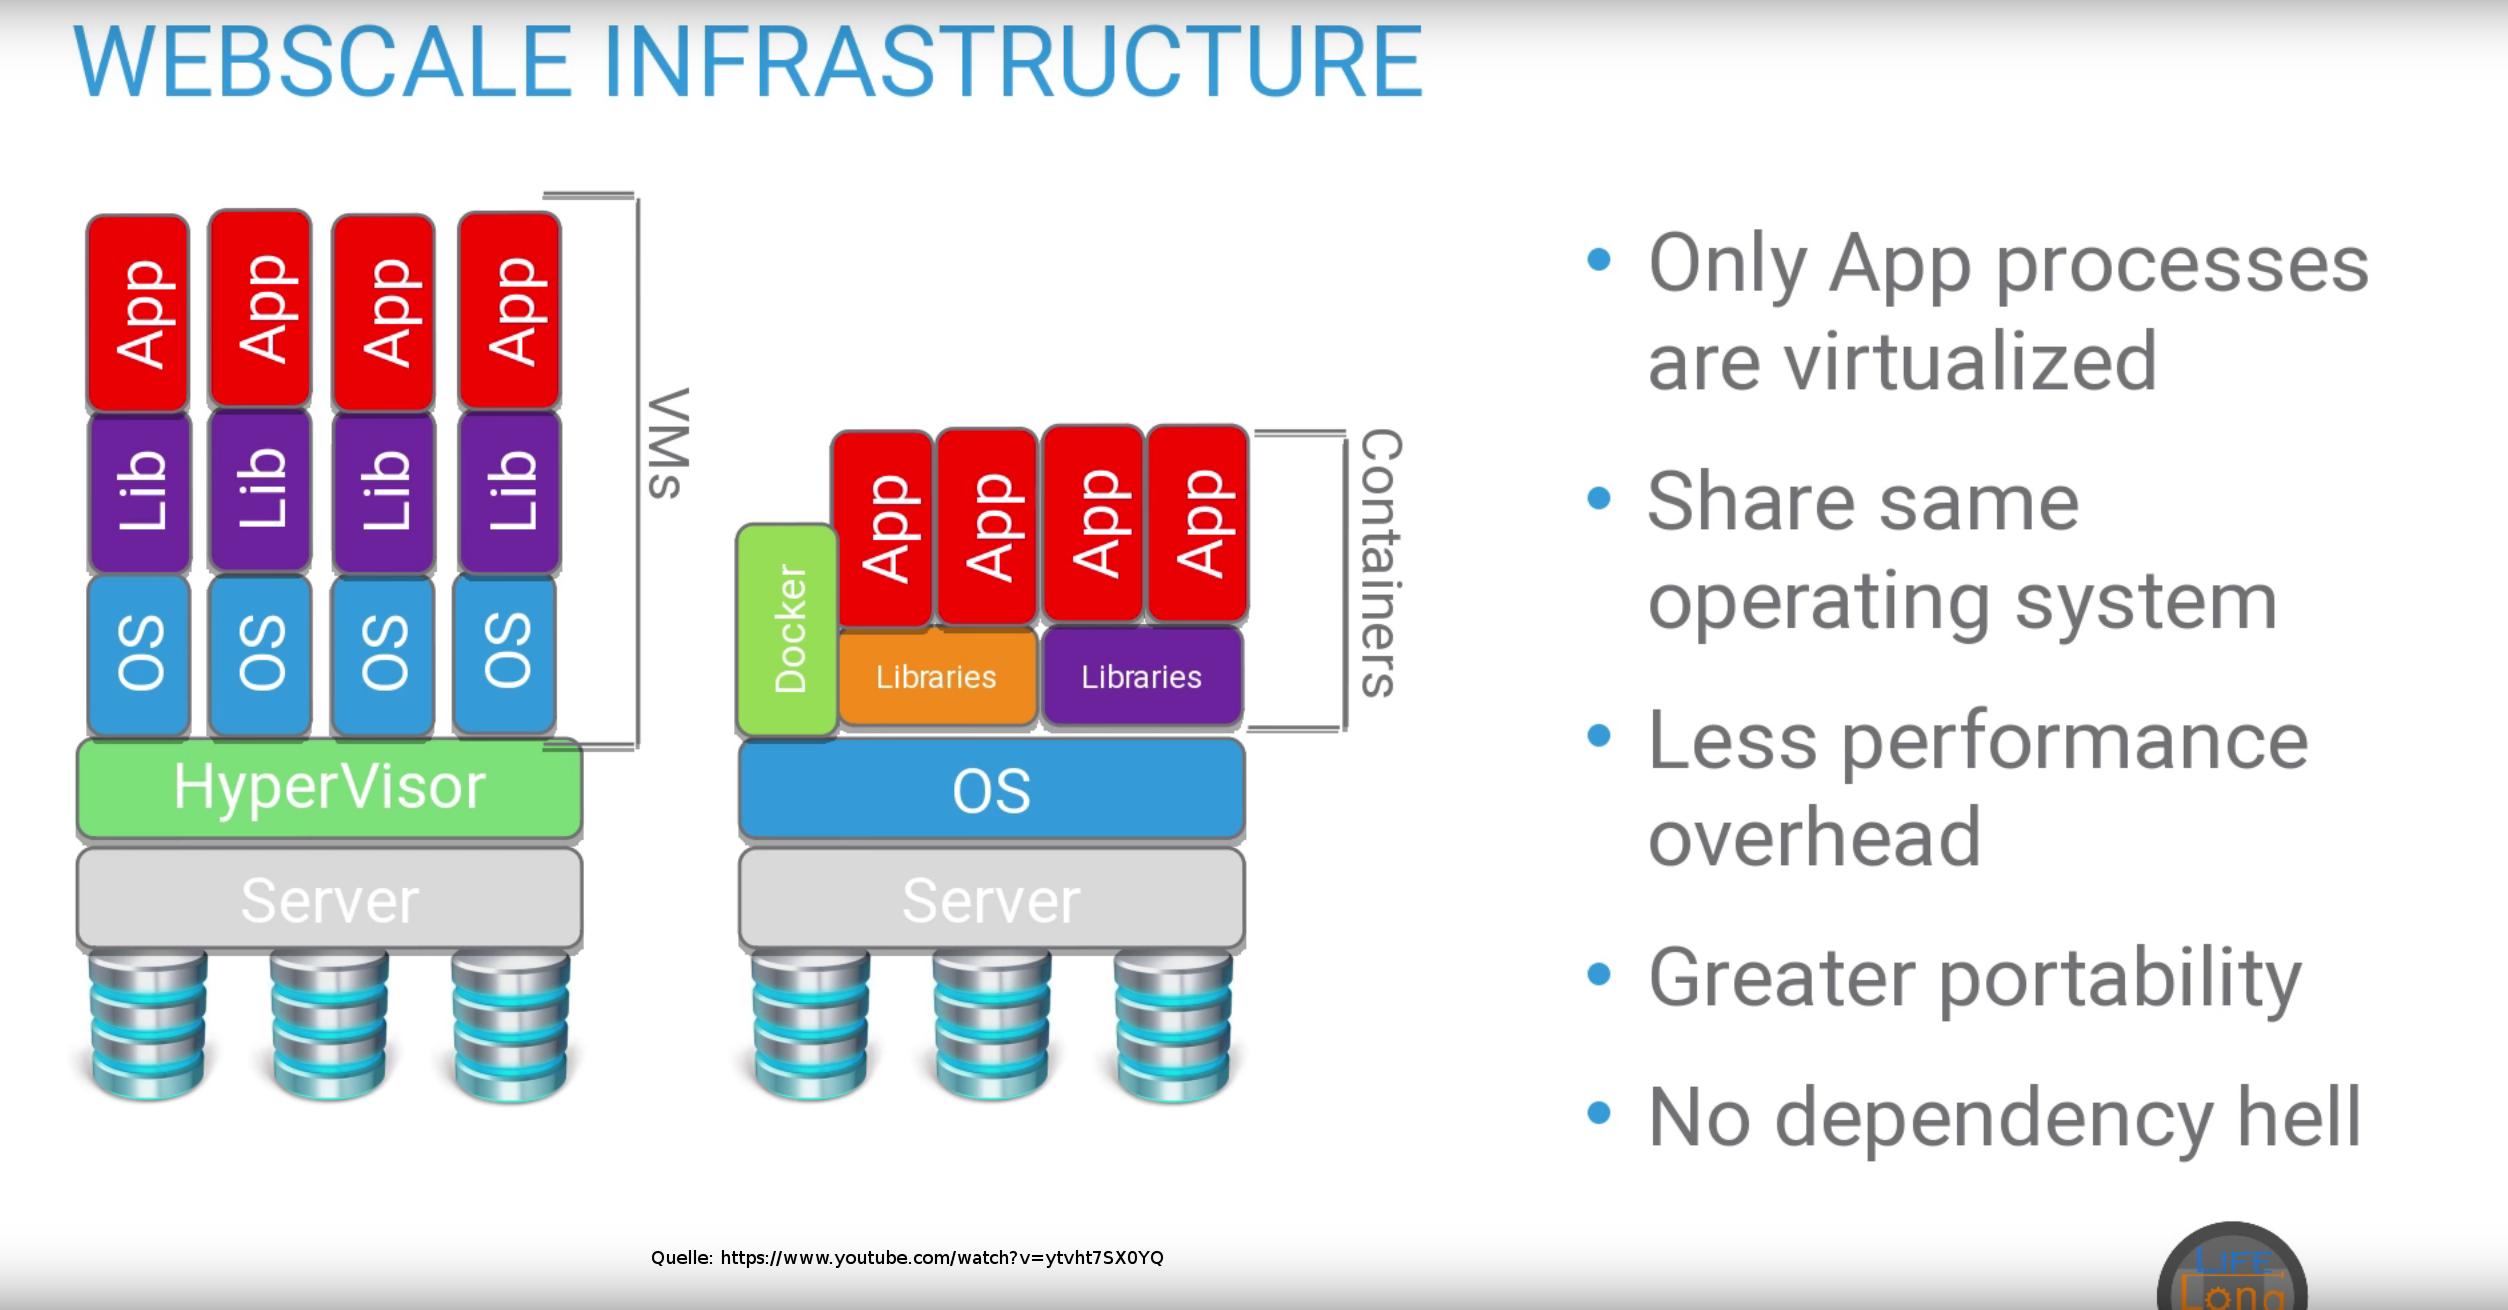 WEBSCALE INFRASTRUCTURE
App App App App
Lib Lib Lib Lib
OS OS OS OS
VMs
HyperVisor
Server
App App App App
Docker
Libraries Libraries
Containers
OS
Server
• Only App processes
are virtualized
• Share same
operating system
• Less performance
overhead
• Greater portability
• No dependency hell
Quelle: https://www.youtube.com/watch?v=ytvht7SX0YQ
LIFE
Long